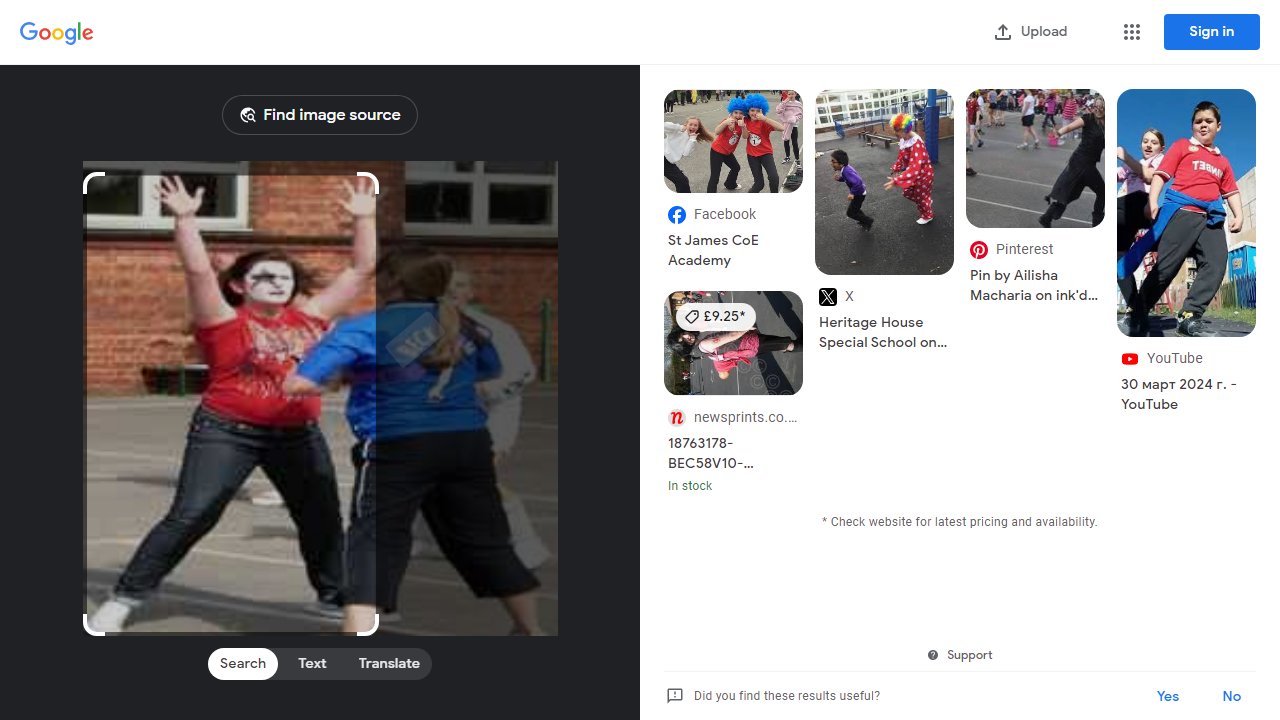 Google
Upload
Sign in
Find image source
Search
Text
Translate
Facebook
St James CoE
Academy
£9.25*
newsprints.co....
18763178-
BEC58V10-...
In stock
X
Heritage House
Special School on...
Pinterest
Pin by Ailisha
Macharia on ink'd...
YouTube
30 март 2024 г. -
YouTube
* Check website for latest pricing and availability.
Support
Did you find these results useful?
Yes
No